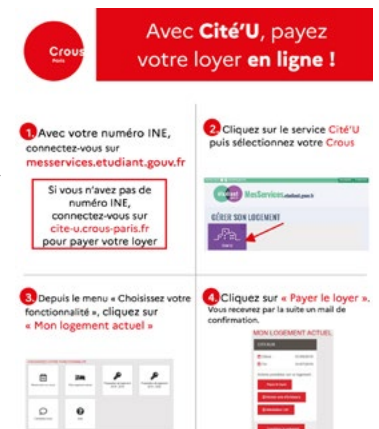 Crous
Paris
Avec Cité'U, payez
votre loyer en ligne !
1. Avec votre numéro INE,
connectez-vous sur
messervices.etudiant.gouv.fr
Si vous n'avez pas de
numéro INE,
connectez-vous sur
cite-u.crous-paris.fr
pour payer votre loyer
2. Cliquez sur le service Cité'U
puis sélectionnez votre Crous
MesServices.etudiant.gouv.fr
GÉRER SON LOGEMENT
3. Depuis le menu « Choisissez votre
fonctionnalité », cliquez sur
« Mon logement actuel »
4. Cliquez sur « Payer le loyer ».
Vous recevrez par la suite un mail de
confirmation.
MON LOGEMENT ACTUEL